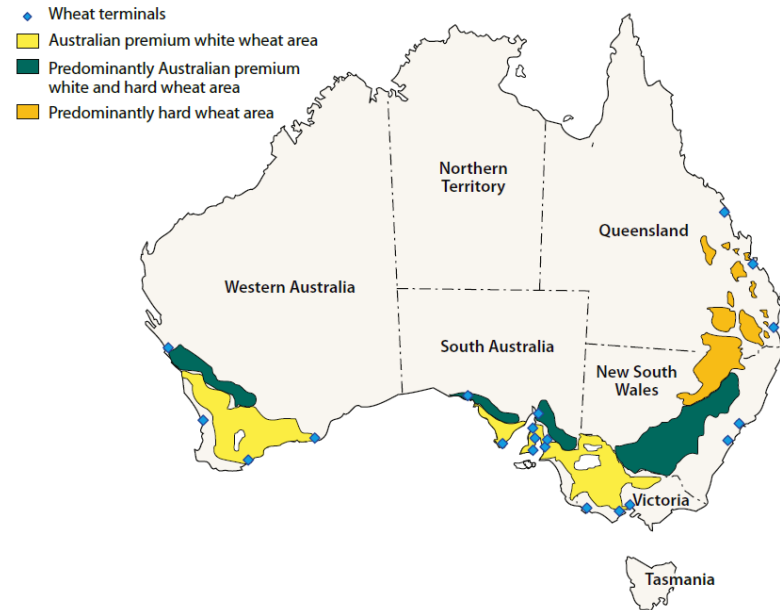 Wheat terminals
Australian premium white wheat area
Predominantly Australian premium
white and hard wheat area
Predominantly hard wheat area
Northern
Territory
Queensland
Western Australia
South Australia
New South
Wales
Victoria
Tasmania